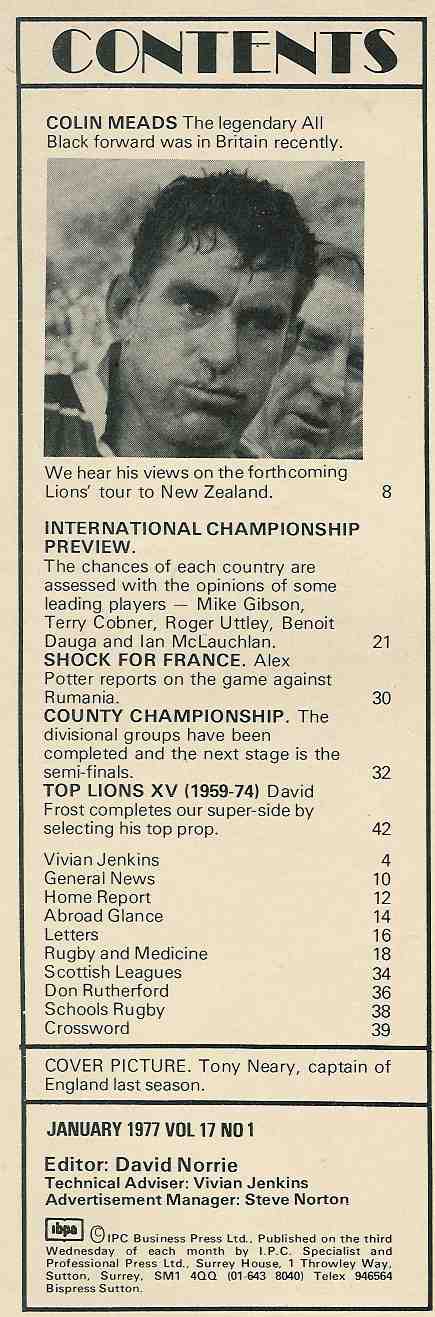 CONTENTS
COLIN MEADS The legendary All
Black forward was in Britain recently.
We hear his views on the forthcoming
Lions' tour to New Zealand. 8
INTERNATIONAL CHAMPIONSHIP
PREVIEW.
The chances of each country are
assessed with the opinions of some
leading players — Mike Gibson,
Terry Cobner, Roger Uttley, Benoit
Dauga and Ian McLauchlan. 21
SHOCK FOR FRANCE. Alex
Potter reports on the game against
Rumania. 30
COUNTY CHAMPIONSHIP. The
divisional groups have been
completed and the next stage is the
semi-finals. 32
TOP LIONS XV (1959-74) David
Frost completes our super-side by
selecting his top prop. 42
Vivian Jenkins 4
General News 10
Home Report 12
Abroad Glance 14
Letters 16
Rugby and Medicine 18
Scottish Leagues 34
Don Rutherford 36
Schools Rugby 38
Crossword 39
COVER PICTURE. Tony Neary, captain of
England last season.
JANUARY 1977 VOL 17 NO 1
Editor: David Norrie
Technical Adviser: Vivian Jenkins
Advertisement Manager: Steve Norton
ibpa ©IPC Business Press Ltd., Published on the third
Wednesday of each month by I.P.C. Specialist and
Professional Press Ltd., Surrey House, 1 Throwley Way,
Sutton, Surrey, SM1 4QQ (01-643 8040) Telex 946564
Bispress Sutton.